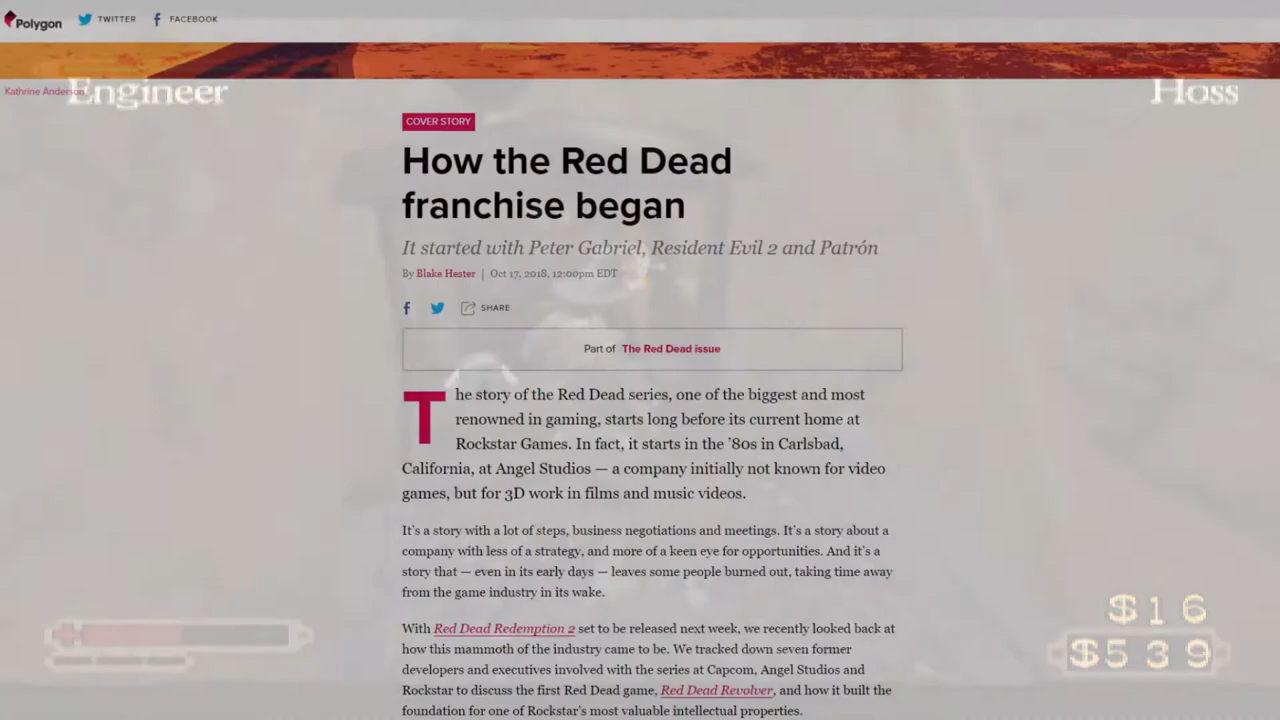 Polygon TWITTER FACEBOOK
Kathrine Anderson
Engineer
Hoss
COVER STORY
How the Red Dead
franchise began
It started with Peter Gabriel, Resident Evil 2 and Patrón
By Blake Hester | Oct 17, 2018, 12:00pm EDT
SHARE
Part of The Red Dead issue
The story of the Red Dead series, one of the biggest and most
renowned in gaming, starts long before its current home at
Rockstar Games. In fact, it starts in the ’80s in Carlsbad,
California, at Angel Studios — a company initially not known for video
games, but for 3D work in films and music videos.
It’s a story with a lot of steps, business negotiations and meetings. It’s a story about a
company with less of a strategy, and more of a keen eye for opportunities. And it’s a
story that — even in its early days — leaves some people burned out, taking time away
from the game industry in its wake.
With Red Dead Redemption 2 set to be released next week, we recently looked back at
how this mammoth of the industry came to be. We tracked down seven former
developers and executives involved with the series at Capcom, Angel Studios and
Rockstar to discuss the first Red Dead game, Red Dead Revolver, and how it built the
foundation for one of Rockstar’s most valuable intellectual properties.
$16
$539